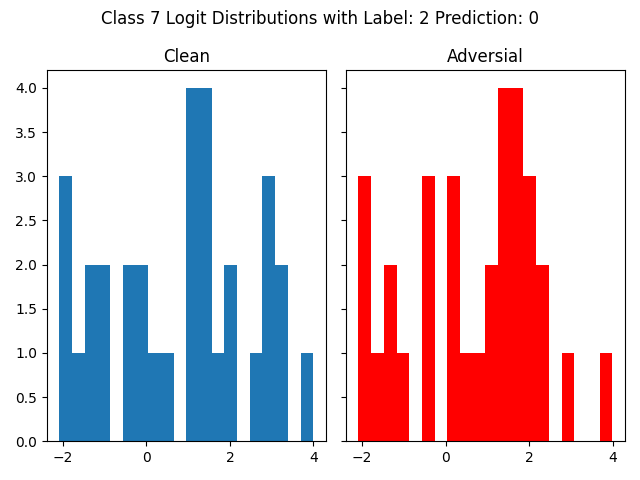 Class 7 Logit Distributions with Label: 2 Prediction: 0
Clean
Adversial
4.0
3.5
3.0
2.5
2.0
1.5
1.0
0.5
0.0
−2 0 2 4
−2 0 2 4